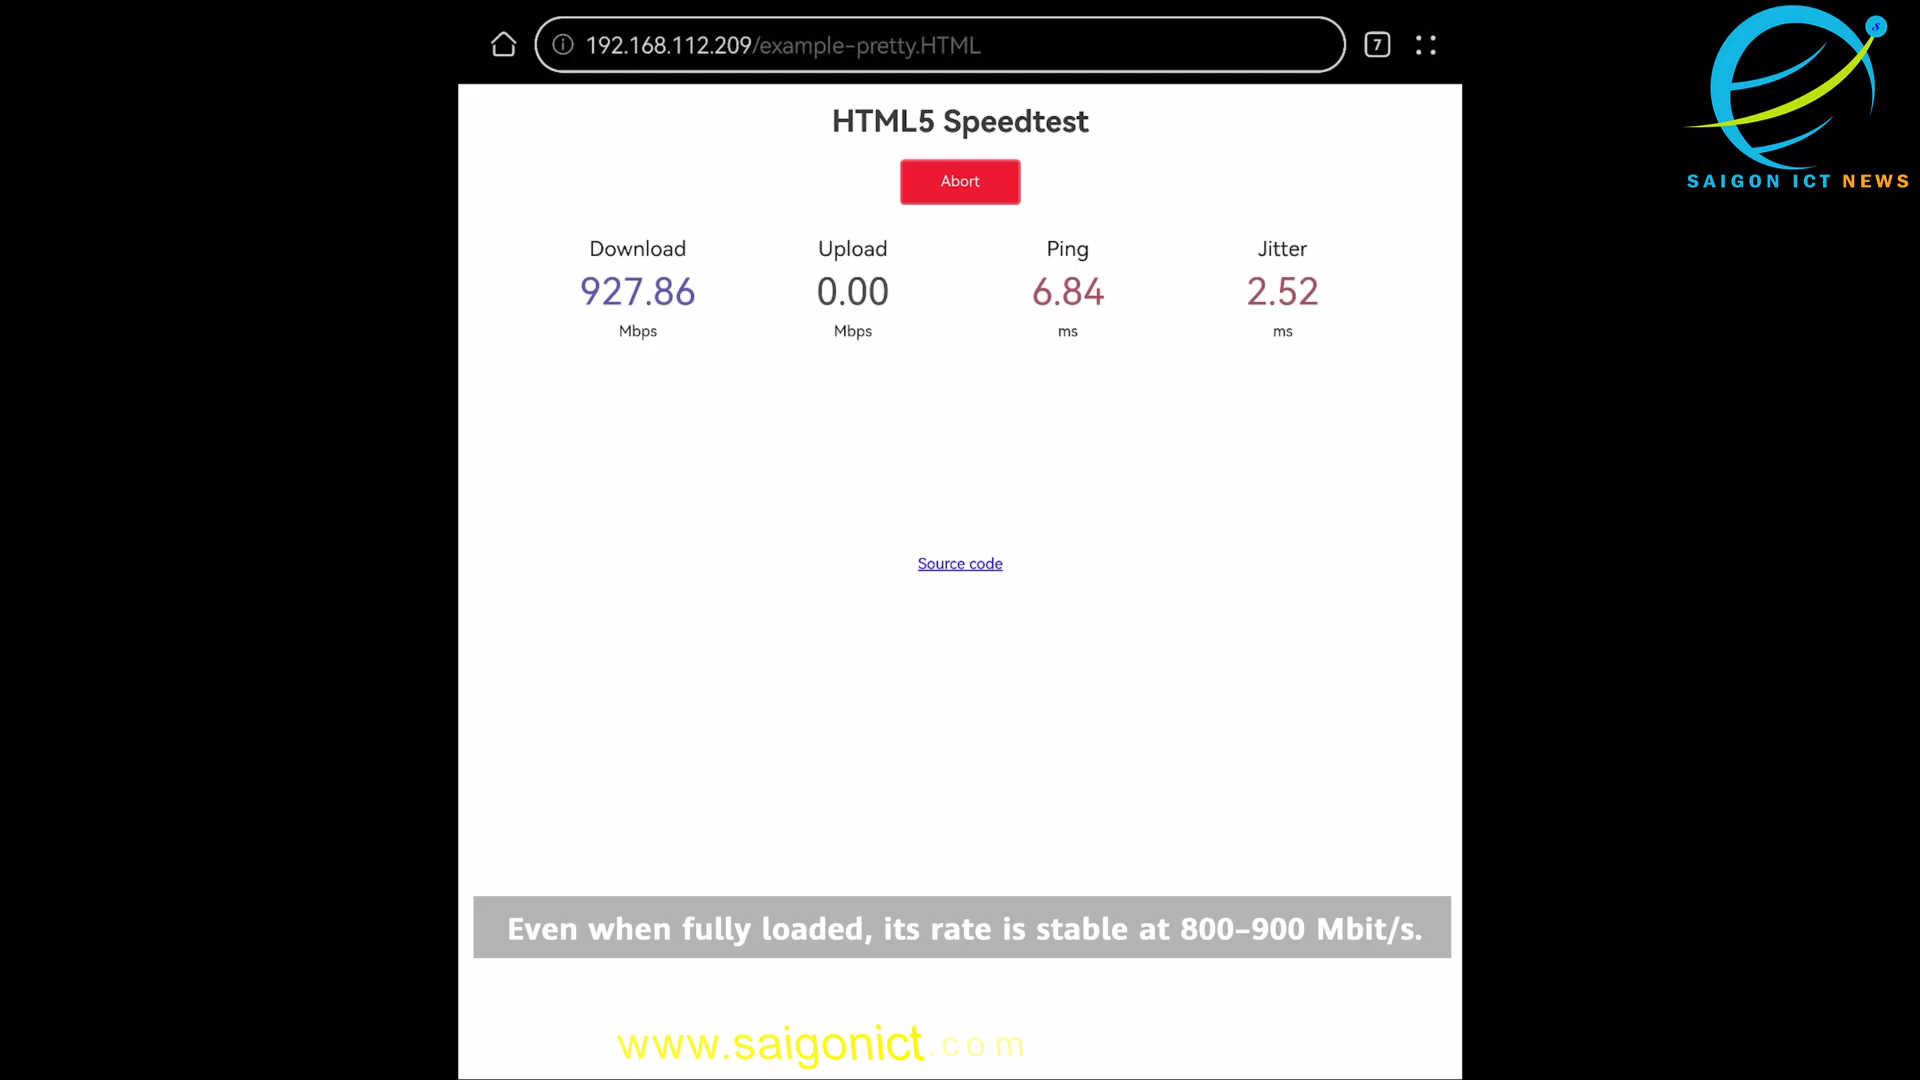 192.168.112.209/example-pretty.HTML
7
S
SAIGON ICT NEWS
HTML5 Speedtest
Abort
Download Upload Ping Jitter
927.86 0.00 6.84 2.52
Mbps Mbps ms ms
Source code
Even when fully loaded, its rate is stable at 800–900 Mbit/s.
www.saigonict.com